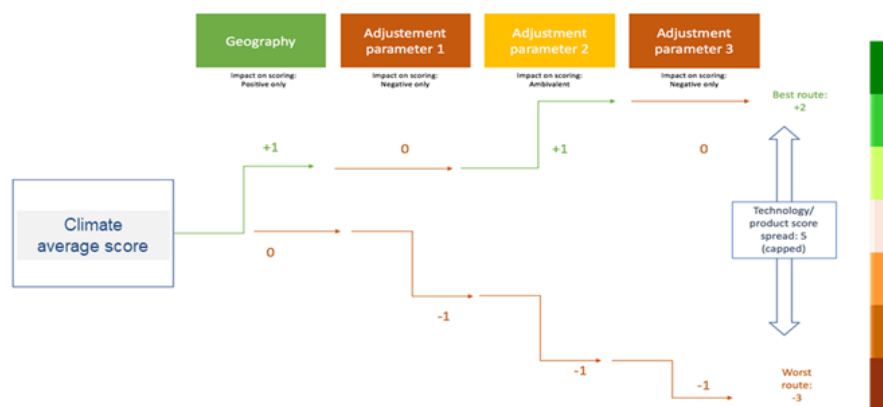 Geography
Adjustement
parameter 1
Adjustment
parameter 2
Adjustment
parameter 3
Impact on scoring:
Positive only
Impact on scoring:
Negative only
Impact on scoring:
Ambivalent
Impact on scoring:
Negative only
Best route:
+2
+1
0
+1
0
Climate
average score
Technology/
product score
spread: 5
(capped)
0
-1
-1
-1
Worst
route:
-3